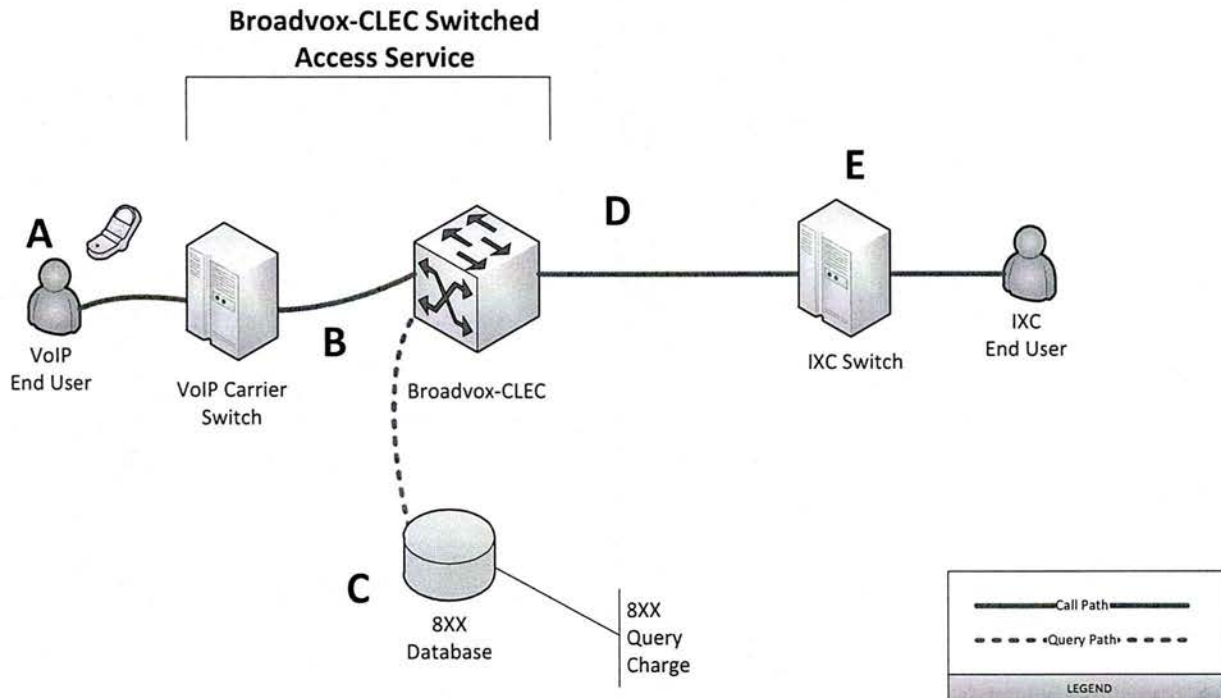 Broadvox-CLEC Switched
Access Service
A
B
C
D
E
VoIP
End User
VoIP Carrier
Switch
Broadvox-CLEC
IXC Switch
IXC
End User
8XX
Database
8XX
Query
Charge
Call Path
Query Path
LEGEND